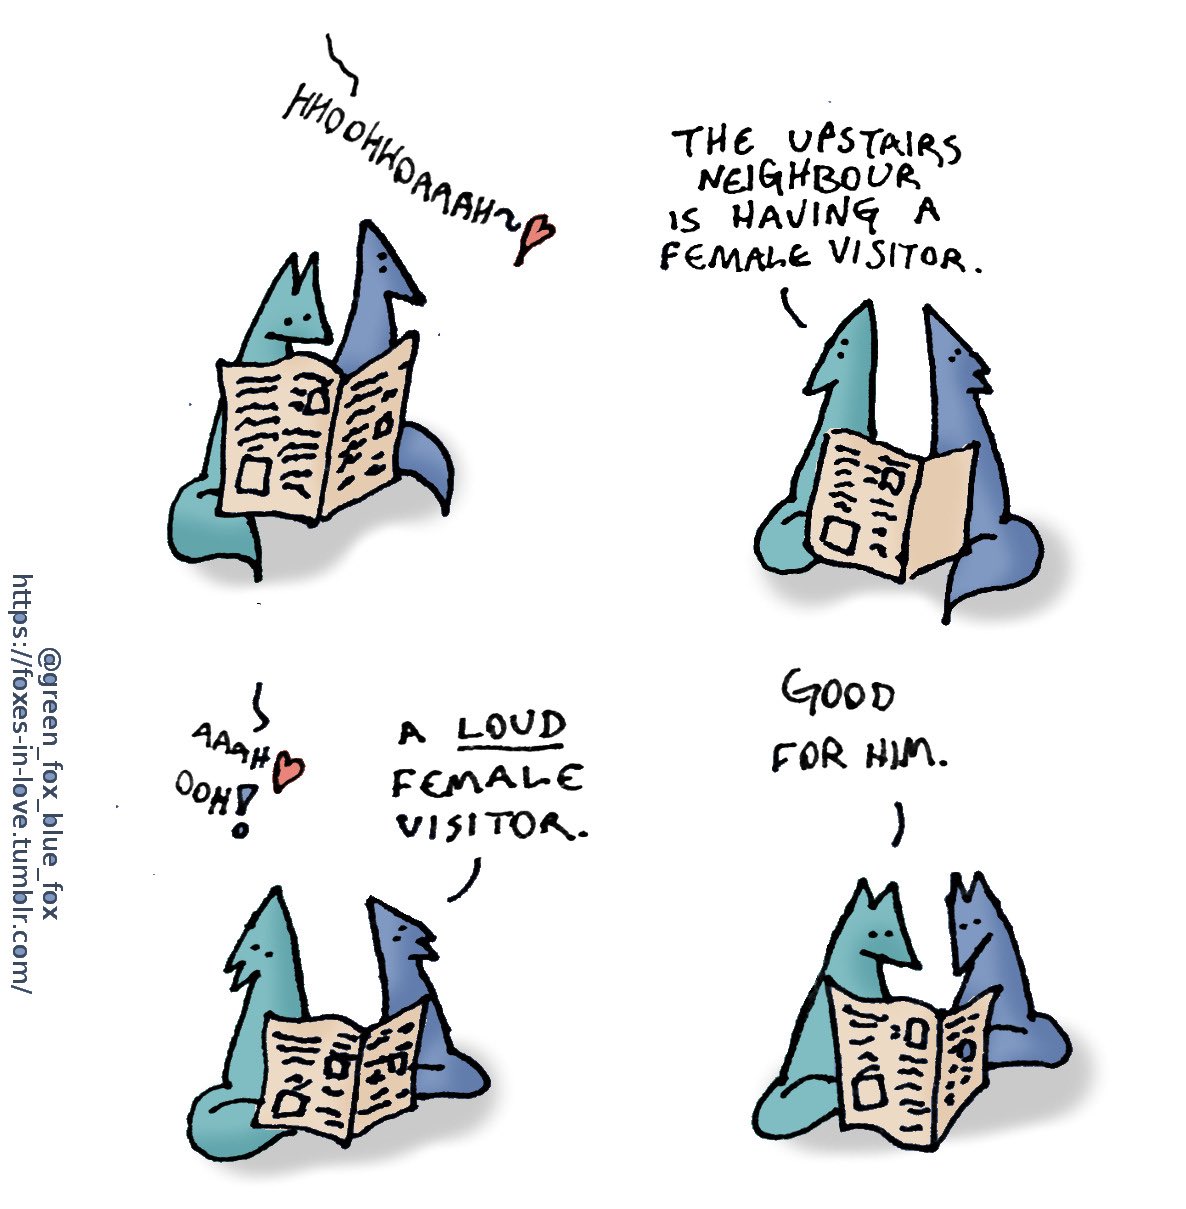 HHOOHHOAAAH~
THE UPSTAIRS
NEIGHBOUR
IS HAVING A
FEMALE VISITOR.
AAAH
OOH!
A LOUD
FEMALE
VISITOR.
GOOD
FOR HIM.
@green_fox_blue_fox
https://foxes-in-love.tumblr.com/